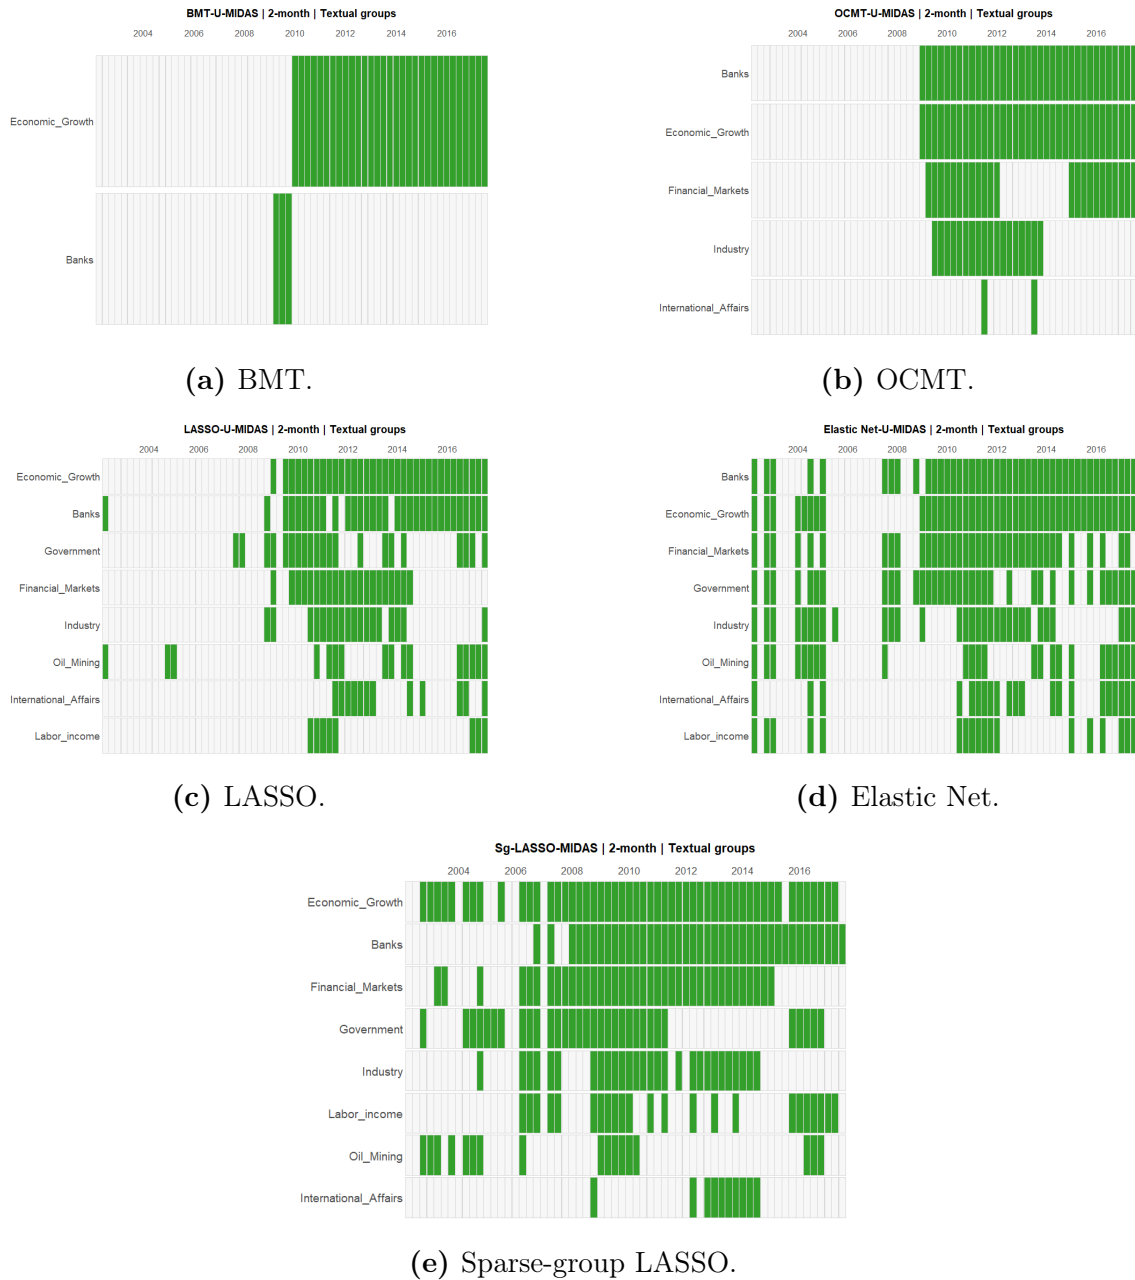 BMT-U-MIDAS | 2-month | Textual groups
2004 2006 2008 2010 2012 2014 2016
Economic_Growth
Banks
(a) BMT.
OCMT-U-MIDAS | 2-month | Textual groups
2004 2006 2008 2010 2012 2014 2016
Banks
Economic_Growth
Financial_Markets
Industry
International_Affairs
(b) OCMT.
LASSO-U-MIDAS | 2-month | Textual groups
2004 2006 2008 2010 2012 2014 2016
Economic_Growth
Banks
Government
Financial_Markets
Industry
Oil_Mining
International_Affairs
Labor_income
(c) LASSO.
Elastic Net-U-MIDAS | 2-month | Textual groups
2004 2006 2008 2010 2012 2014 2016
Banks
Economic_Growth
Financial_Markets
Government
Industry
Oil_Mining
International_Affairs
Labor_income
(d) Elastic Net.
Sg-LASSO-MIDAS | 2-month | Textual groups
2004 2006 2008 2010 2012 2014 2016
Economic_Growth
Banks
Financial_Markets
Government
Industry
Labor_income
Oil_Mining
International_Affairs
(e) Sparse-group LASSO.